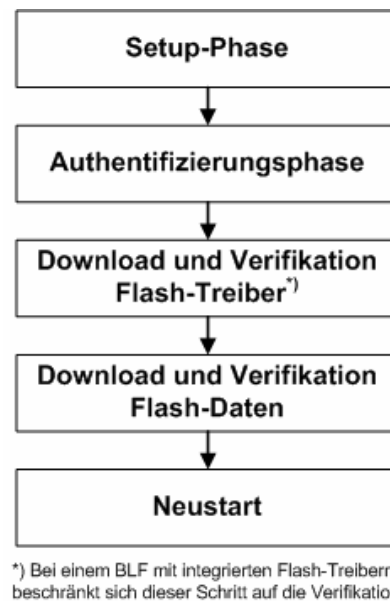 Setup-Phase
Authentifizierungsphase
Download und Verifikation
Flash-Treiber*)
Download und Verifikation
Flash-Daten
Neustart
*) Bei einem BLF mit integrierten Flash-Treibern
beschränkt sich dieser Schritt auf die Verifikation